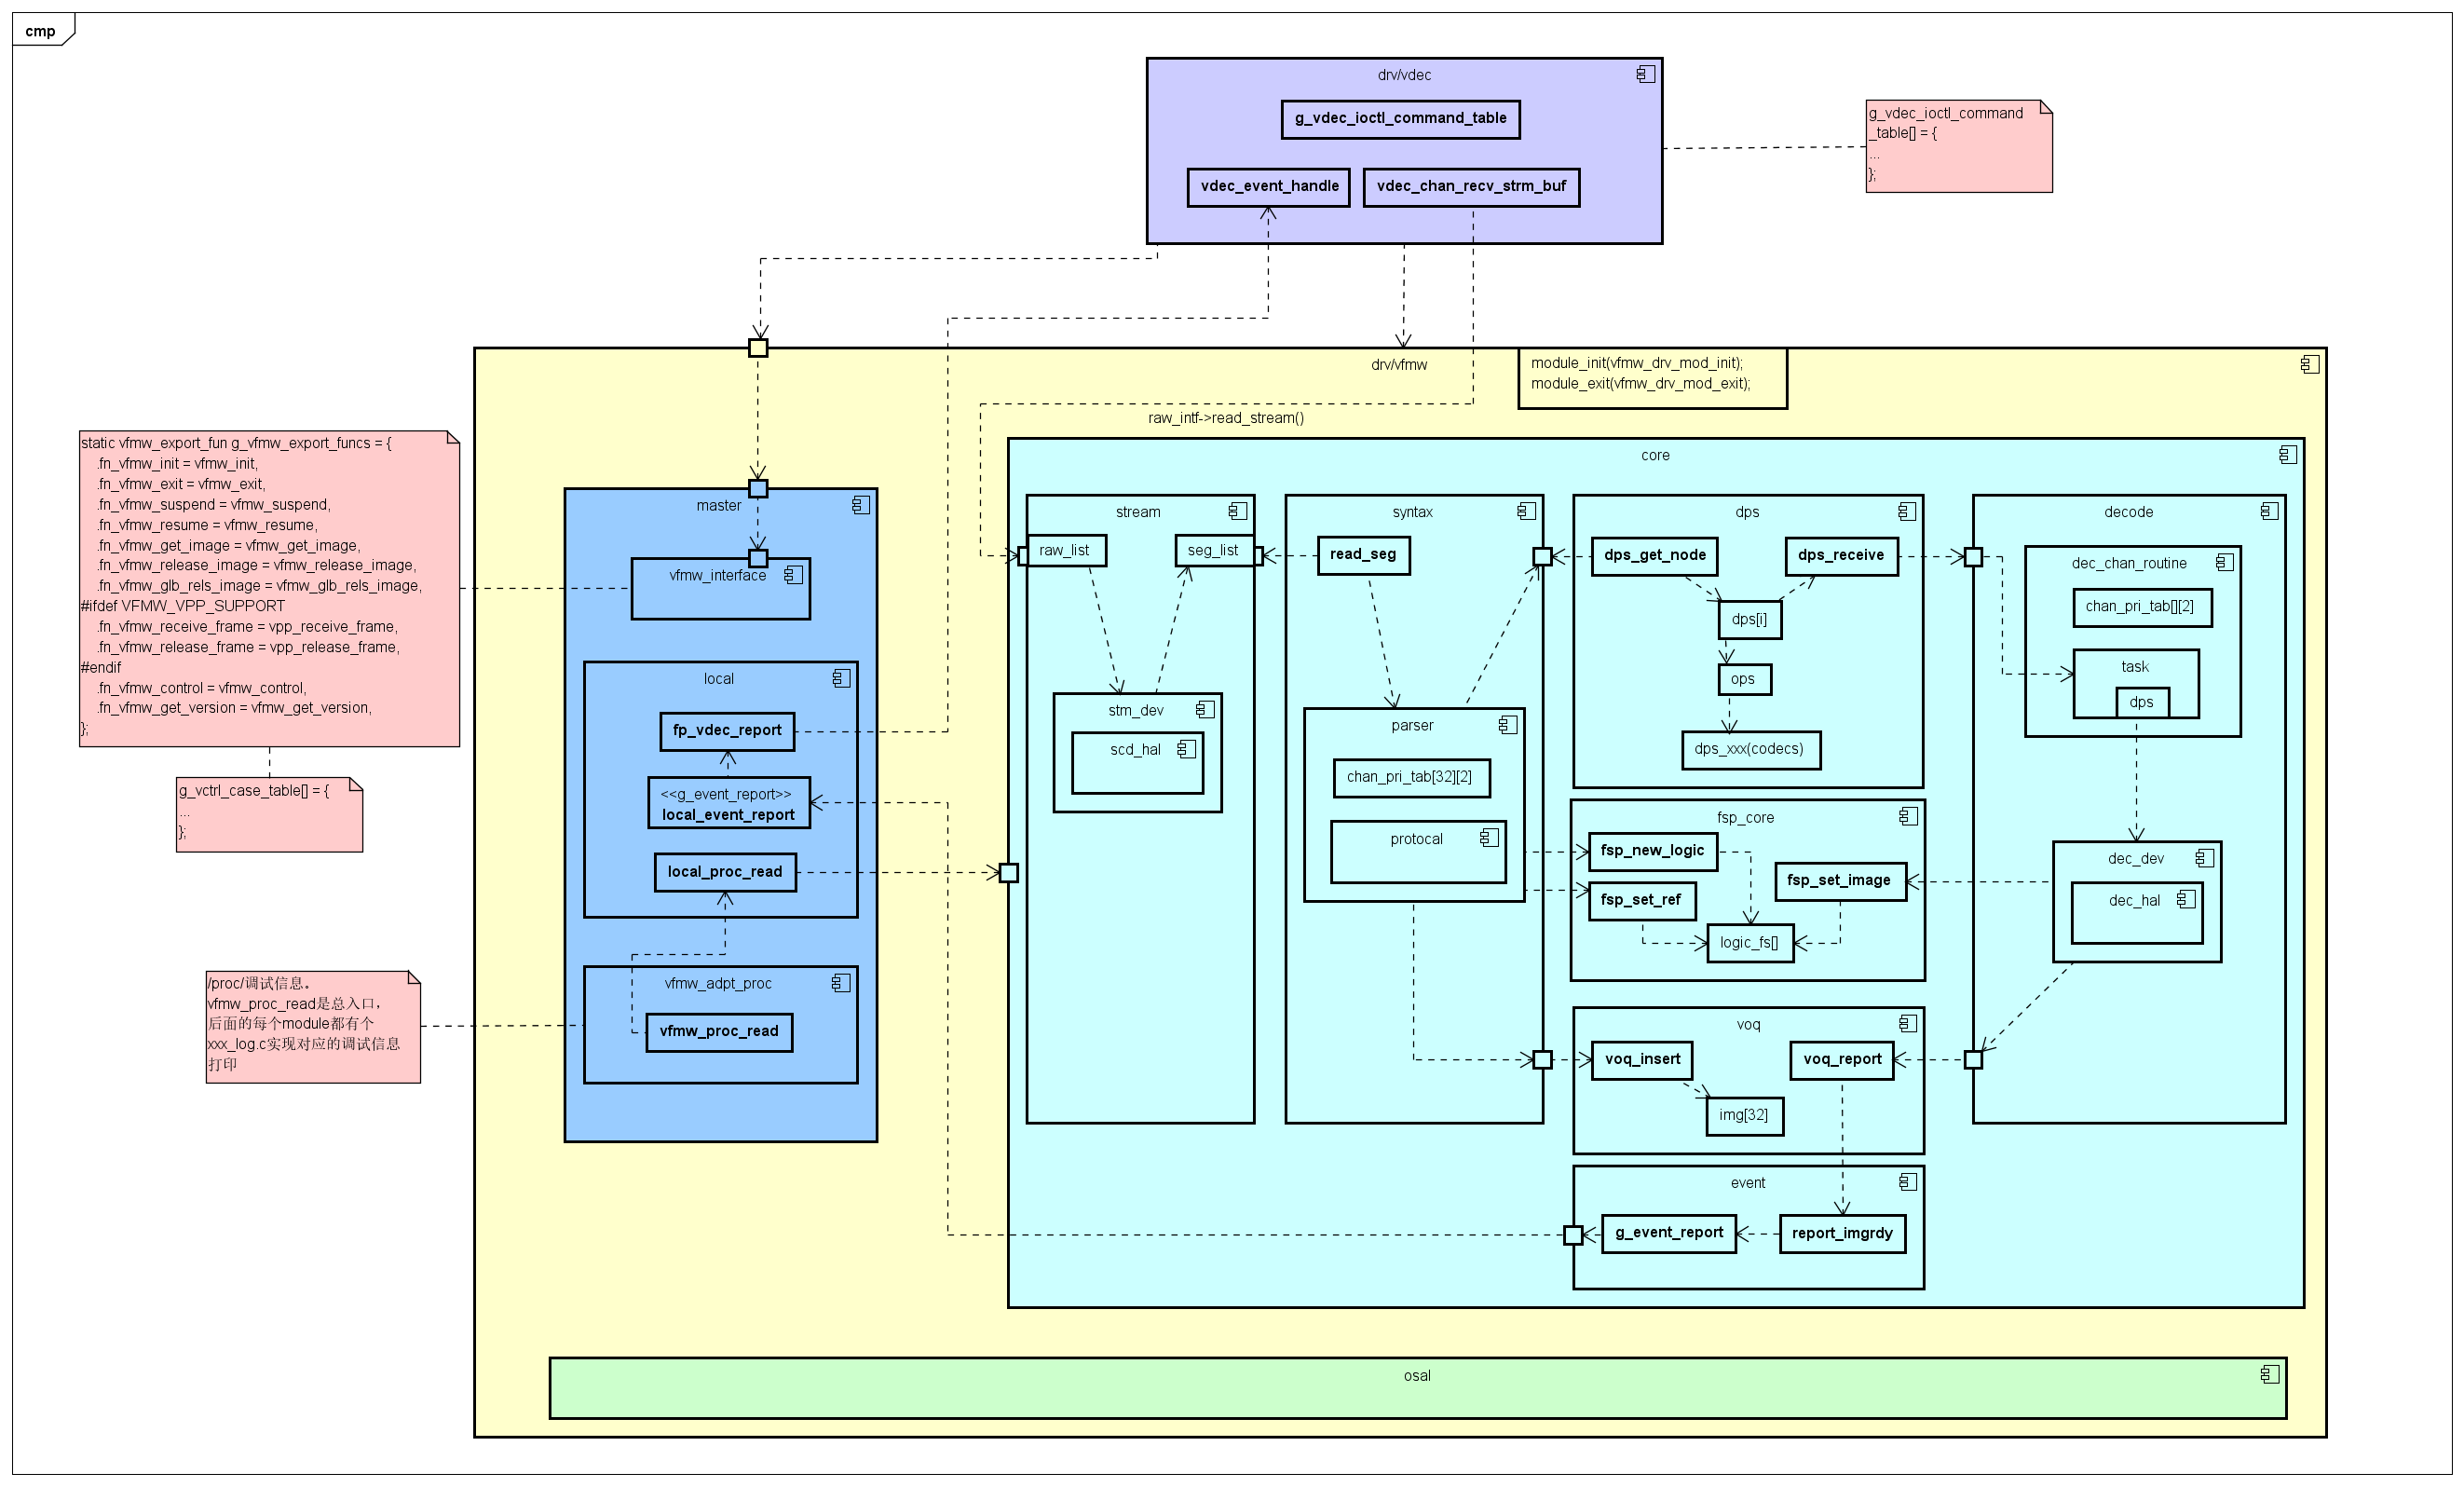 cmp
drv/vdec
g_vdec_ioctl_command_table
vdec_event_handle
vdec_chan_recv_strm_buf
g_vdec_ioctl_command
_table[] = {
...
};
drv/vfmw
module_init(vfmw_drv_mod_init);
module_exit(vfmw_drv_mod_exit);
raw_intf->read_stream()
static vfmw_export_fun g_vfmw_export_funcs = {
.fn_vfmw_init = vfmw_init,
.fn_vfmw_exit = vfmw_exit,
.fn_vfmw_suspend = vfmw_suspend,
.fn_vfmw_resume = vfmw_resume,
.fn_vfmw_get_image = vfmw_get_image,
.fn_vfmw_release_image = vfmw_release_image,
.fn_vfmw_glb_rels_image = vfmw_glb_rels_image,
#ifdef VFMW_VPP_SUPPORT
.fn_vfmw_receive_frame = vpp_receive_frame,
.fn_vfmw_release_frame = vpp_release_frame,
#endif
.fn_vfmw_control = vfmw_control,
.fn_vfmw_get_version = vfmw_get_version,
};
g_vctrl_case_table[] = {
...
};
/proc/调试信息。
vfmw_proc_read是总入口，
后面的每个module都有个
xxx_log.c实现对应的调试信息
打印
master
vfmw_interface
local
fp_vdec_report
<<g_event_report>>
local_event_report
local_proc_read
vfmw_adpt_proc
vfmw_proc_read
core
stream
raw_list
seg_list
stm_dev
scd_hal
syntax
read_seg
parser
chan_pri_tab[32][2]
protocal
dps
dps_get_node
dps_receive
dps[i]
ops
dps_xxx(codecs)
fsp_core
fsp_new_logic
fsp_set_image
fsp_set_ref
logic_fs[]
voq
voq_insert
voq_report
img[32]
event
g_event_report
report_imgrdy
decode
dec_chan_routine
chan_pri_tab[][2]
task
dps
dec_dev
dec_hal
osal